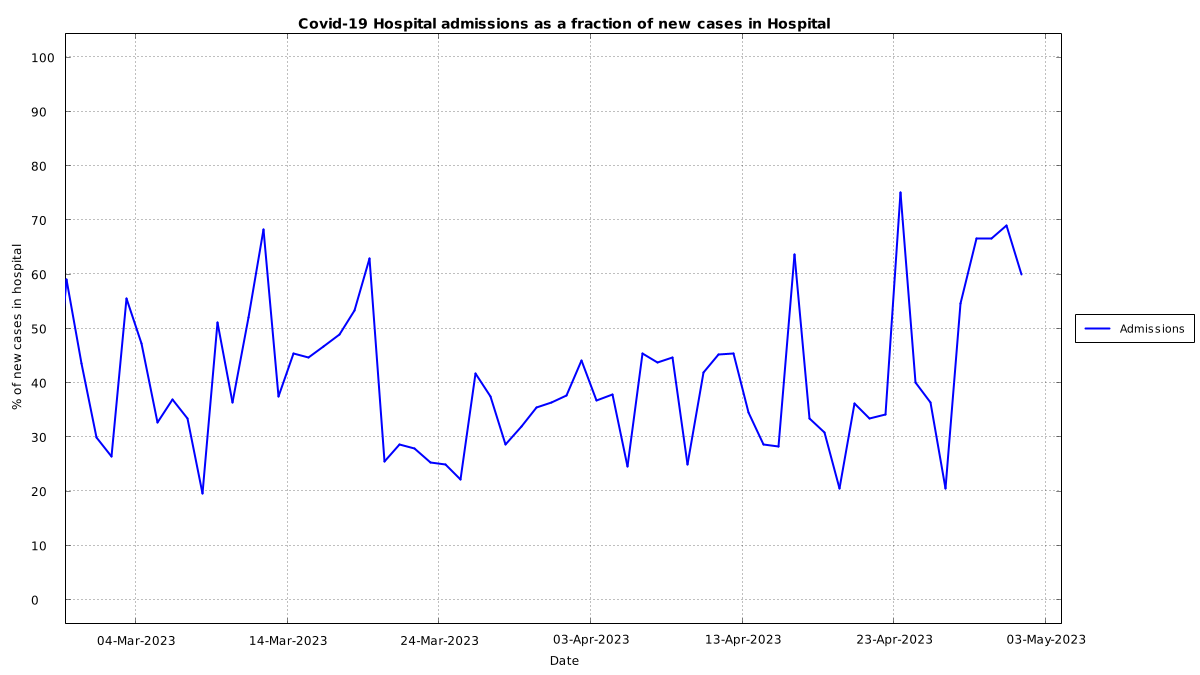 Covid-19 Hospital admissions as a fraction of new cases in Hospital
100
90
80
70
60
50
40
30
20
10
0
% of new cases in hospital
04-Mar-2023 14-Mar-2023 24-Mar-2023 03-Apr-2023 13-Apr-2023 23-Apr-2023 03-May-2023
Date
Admissions